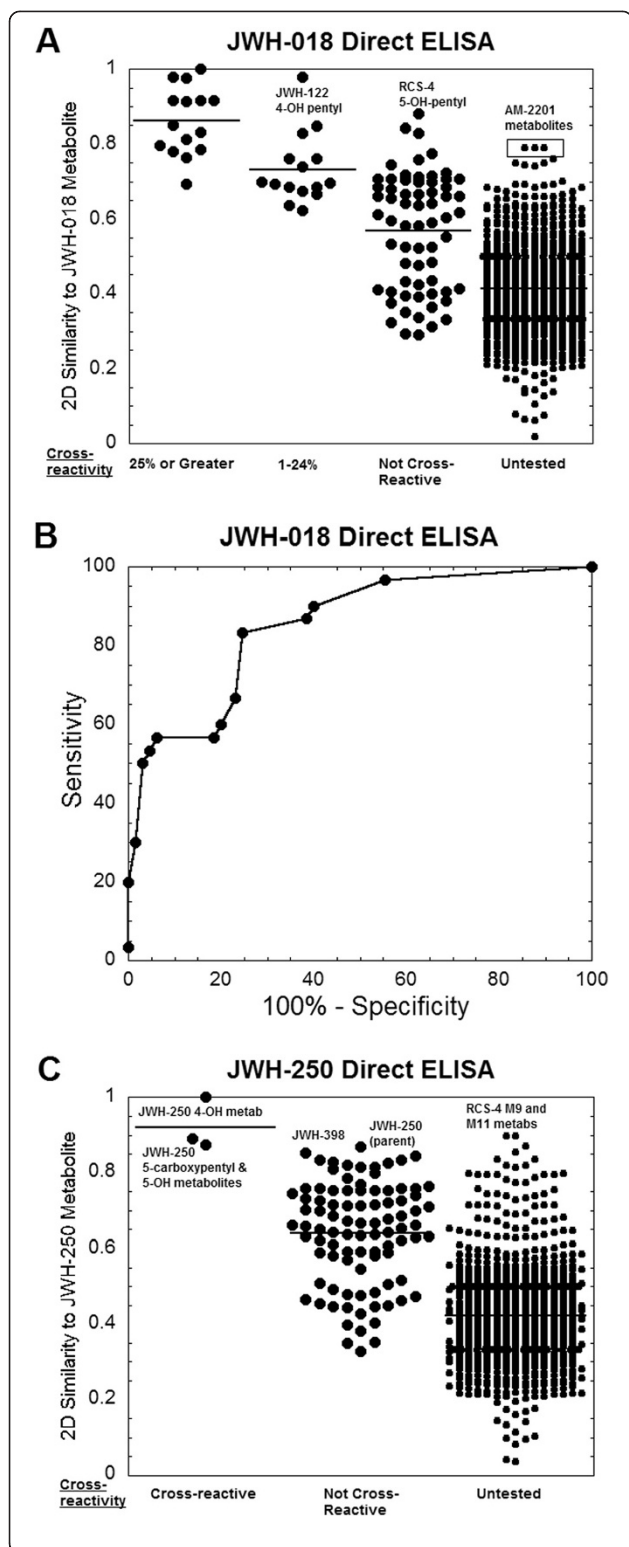 A
JWH-018 Direct ELISA
2D Similarity to JWH-018 Metabolite
1
0.8
0.6
0.4
0.2
0
JWH-122
4-OH pentyl
RCS-4
5-OH-pentyl
AM-2201
metabolites
Cross-
reactivity
25% or Greater
1-24%
Not Cross-
Reactive
Untested
B
JWH-018 Direct ELISA
Sensitivity
100
80
60
40
20
0
0 20 40 60 80 100
100% - Specificity
C
JWH-250 Direct ELISA
2D Similarity to JWH-250 Metabolite
1
0.8
0.6
0.4
0.2
0
JWH-250 4-OH metab
JWH-250
5-carboxypentyl &
5-OH metabolites
JWH-398
JWH-250
(parent)
RCS-4 M9 and
M11 metabs
Cross-
reactivity
Cross-reactive
Not Cross-
Reactive
Untested